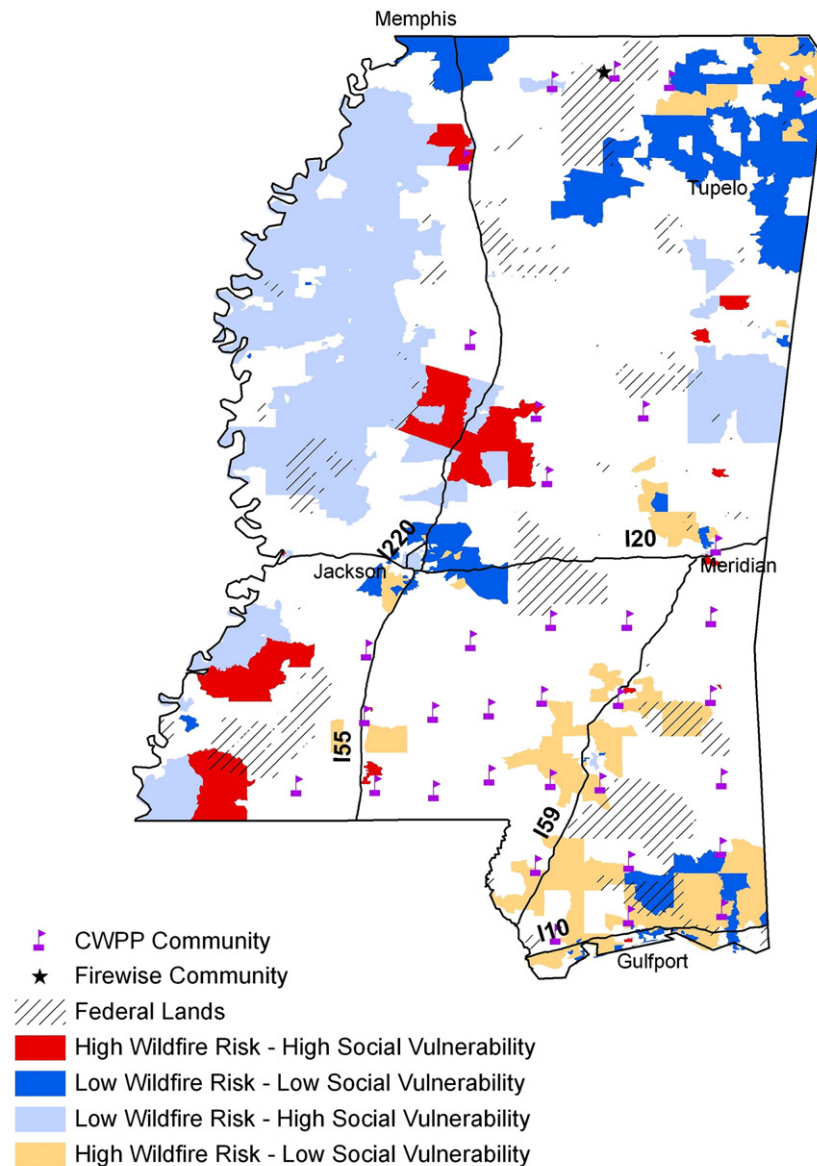 Memphis
Tupelo
I220
I20
Jackson
Meridian
I55
I59
I10
Gulfport
CWPP Community
Firewise Community
Federal Lands
High Wildfire Risk - High Social Vulnerability
Low Wildfire Risk - Low Social Vulnerability
Low Wildfire Risk - High Social Vulnerability
High Wildfire Risk - Low Social Vulnerability